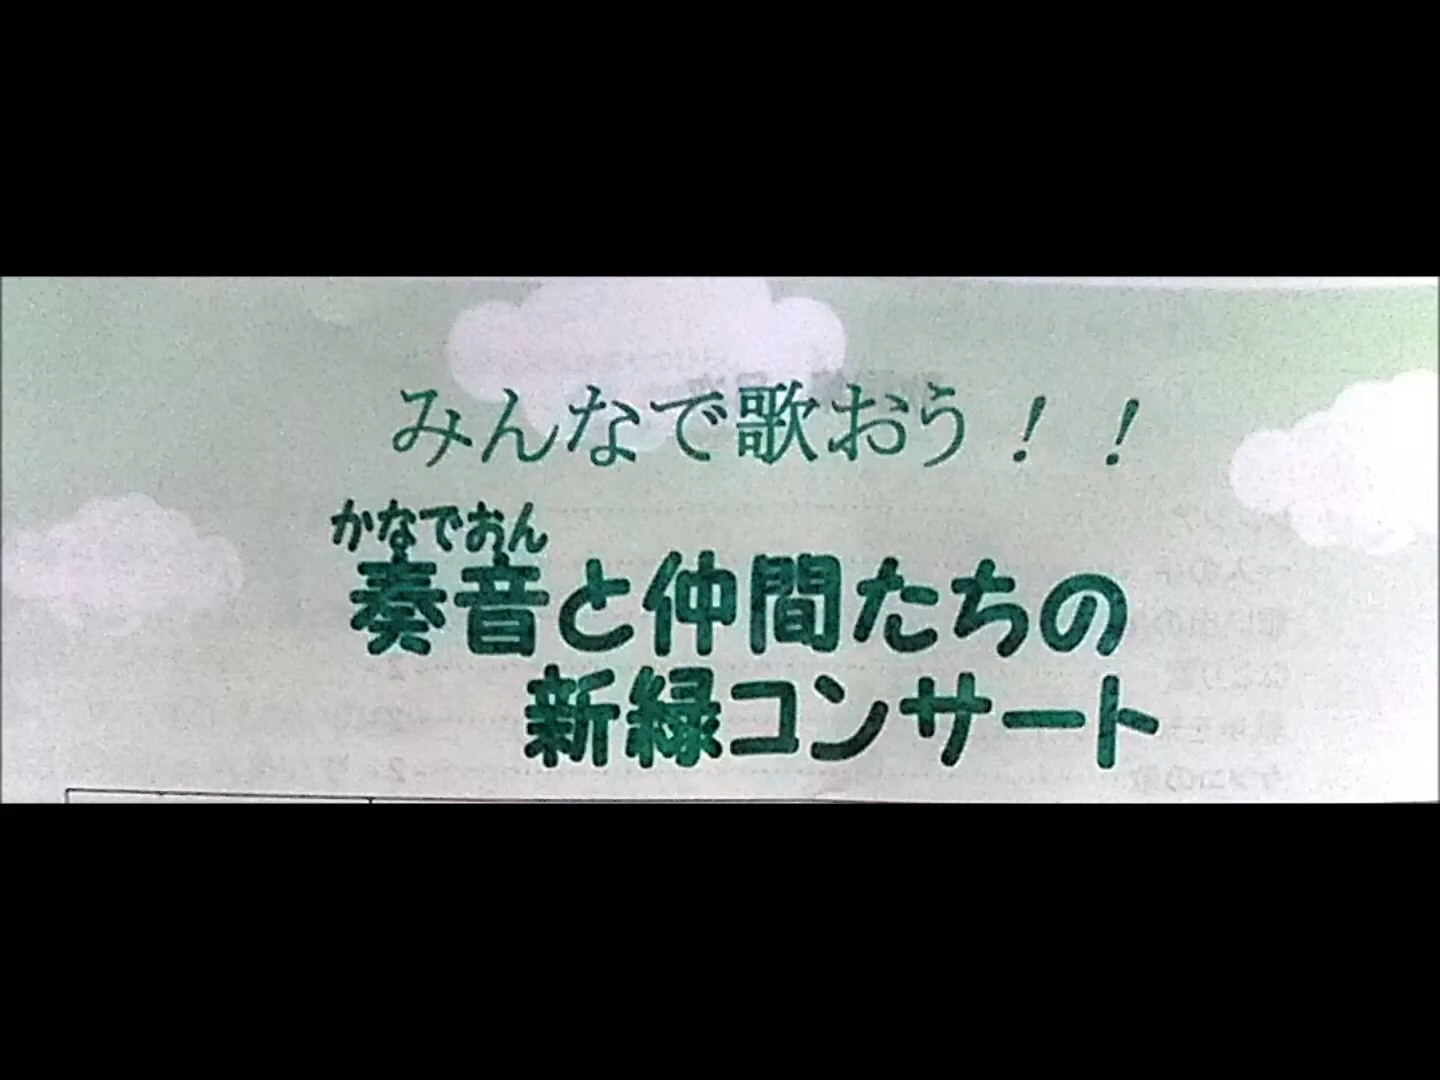 みんなで歌おう！！
かなでおん
奏音と仲間たちの
新緑コンサート